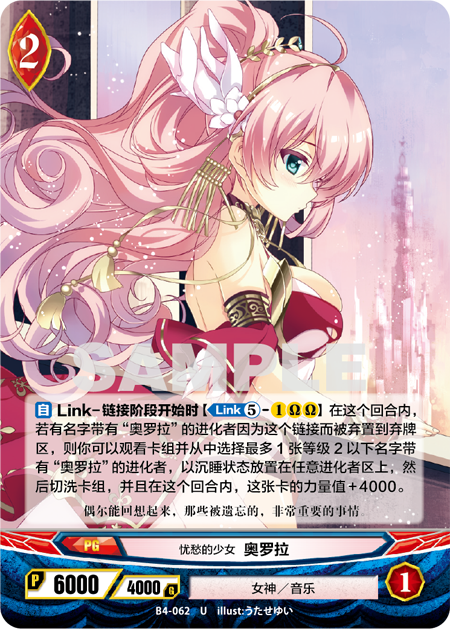 2
SAMPLE
自 Link-链接阶段开始时【Link 5 - 1 Ω Ω】在这个回合内，
若有名字带有“奥罗拉”的进化者因为这个链接而被弃置到弃牌
区，则你可以观看卡组并从中选择最多1张等级2以下名字带
有“奥罗拉”的进化者，以沉睡状态放置在任意进化者区上，然
后切洗卡组，并且在这个回合内，这张卡的力量值+4000。
偶尔能回想起来，那些被遗忘的，非常重要的事情…
PG 忧愁的少女 奥罗拉
P 6000 / 4000 G 女神／音乐 1
B4-062 U illust:うたせゆい